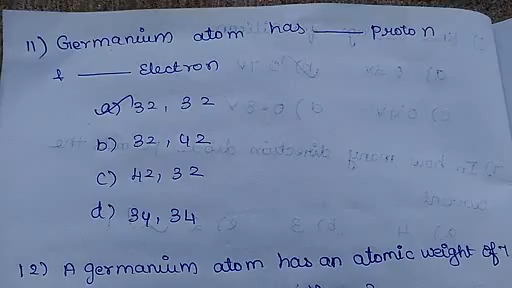 11) Germanium atom has ___ proton
& ___ Electron
a) 32, 32
b) 32, 42
c) 42, 32
d) 34, 34
12) A germanium atom has an atomic weight of